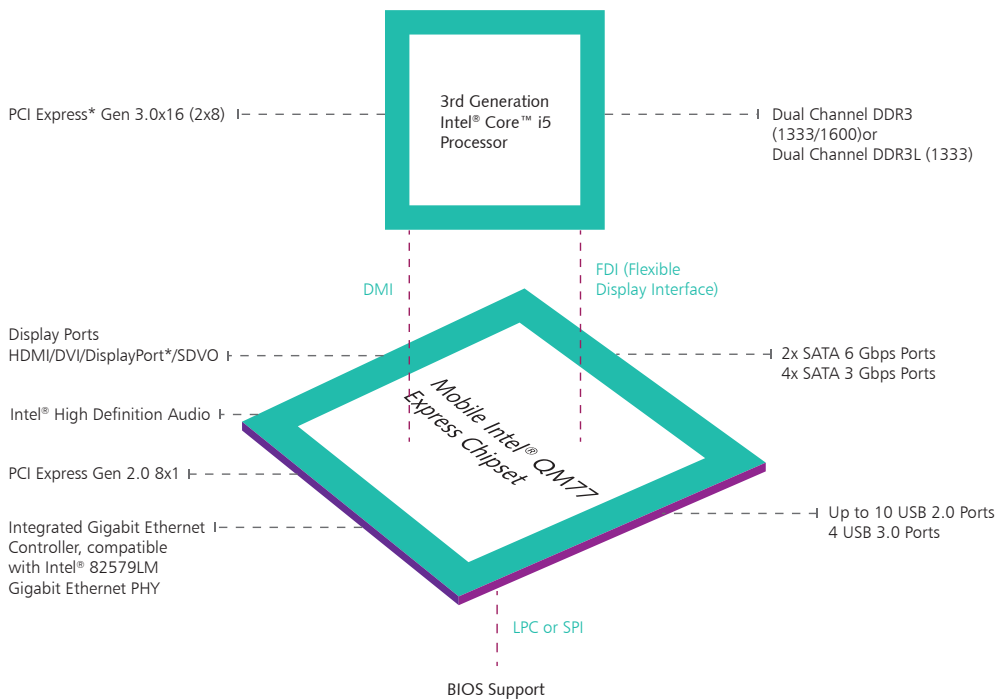 3rd Generation
Intel® Core™ i5
Processor
PCI Express* Gen 3.0x16 (2x8)
Dual Channel DDR3
(1333/1600)or
Dual Channel DDR3L (1333)
DMI
FDI (Flexible
Display Interface)
Display Ports
HDMI/DVI/DisplayPort*/SDVO
2x SATA 6 Gbps Ports
4x SATA 3 Gbps Ports
Mobile Intel® QM77
Express Chipset
Intel® High Definition Audio
PCI Express Gen 2.0 8x1
Integrated Gigabit Ethernet
Controller, compatible
with Intel® 82579LM
Gigabit Ethernet PHY
Up to 10 USB 2.0 Ports
4 USB 3.0 Ports
LPC or SPI
BIOS Support